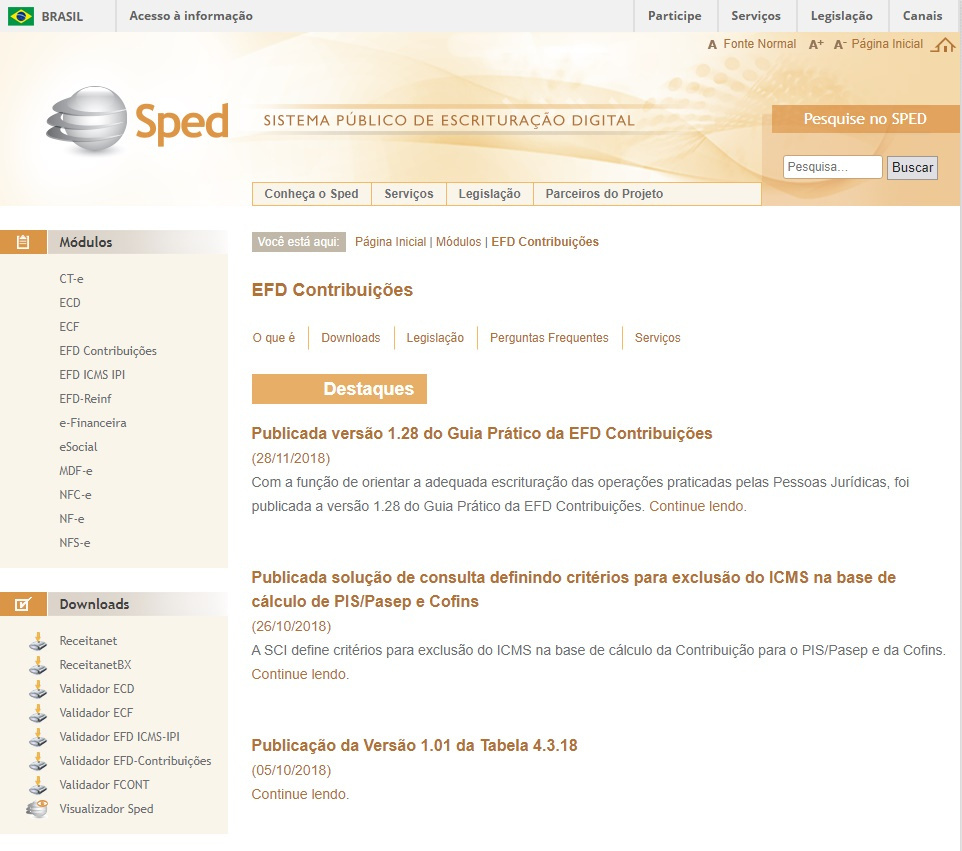 BRASIL Acesso à informação Participe Serviços Legislação Canais
A Fonte Normal A+ A- Página Inicial
Sped SISTEMA PÚBLICO DE ESCRITURAÇÃO DIGITAL
Pesquise no SPED
Pesquisa... Buscar
Conheça o Sped Serviços Legislação Parceiros do Projeto
Módulos
CT-e
ECD
ECF
EFD Contribuições
EFD ICMS IPI
EFD-Reinf
e-Financeira
eSocial
MDF-e
NFC-e
NF-e
NFS-e
Downloads
Receitanet
ReceitanetBX
Validador ECD
Validador ECF
Validador EFD ICMS-IPI
Validador EFD-Contribuições
Validador FCONT
Visualizador Sped
Você está aqui: Página Inicial | Módulos | EFD Contribuições
EFD Contribuições
O que é Downloads Legislação Perguntas Frequentes Serviços
Destaques
Publicada versão 1.28 do Guia Prático da EFD Contribuições
(28/11/2018)
Com a função de orientar a adequada escrituração das operações praticadas pelas Pessoas Jurídicas, foi
publicada a versão 1.28 do Guia Prático da EFD Contribuições. Continue lendo.
Publicada solução de consulta definindo critérios para exclusão do ICMS na base de
cálculo de PIS/Pasep e Cofins
(26/10/2018)
A SCI define critérios para exclusão do ICMS na base de cálculo da Contribuição para o PIS/Pasep e da Cofins.
Continue lendo.
Publicação da Versão 1.01 da Tabela 4.3.18
(05/10/2018)
Continue lendo.